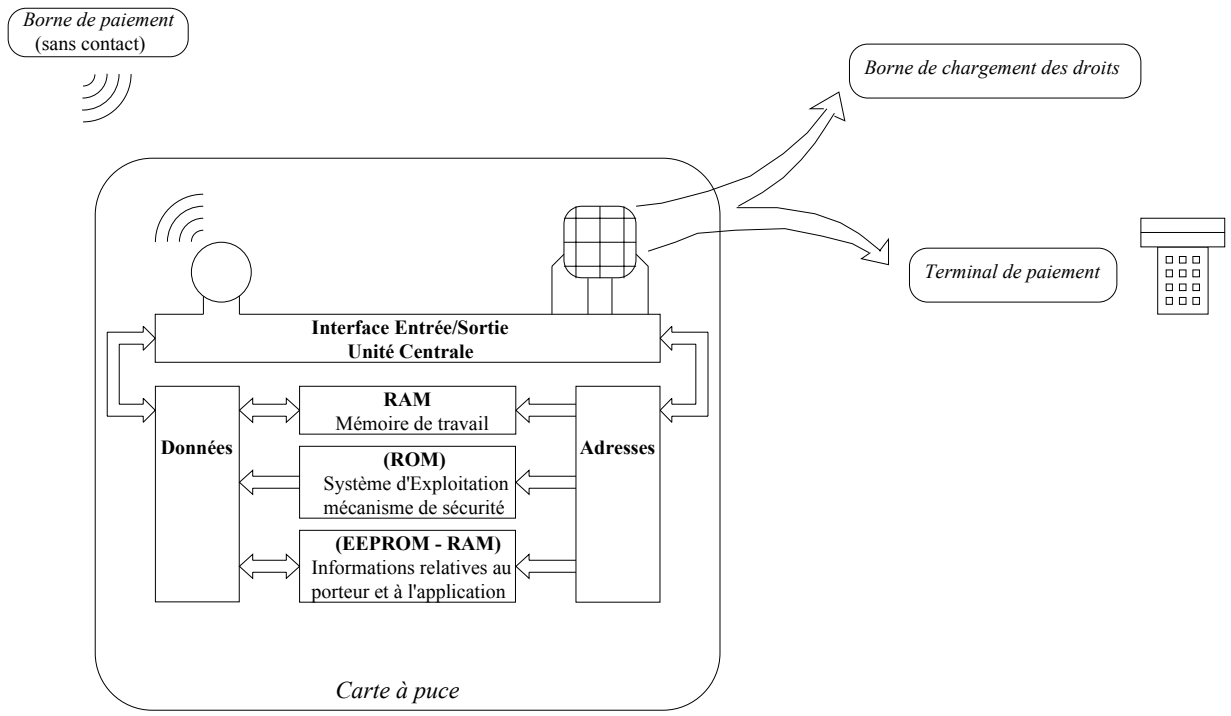 Borne de paiement
(sans contact)
Borne de chargement des droits
Terminal de paiement
Interface Entrée/Sortie
Unité Centrale
Données
RAM
Mémoire de travail
(ROM)
Système d'Exploitation
mécanisme de sécurité
(EEPROM - RAM)
Informations relatives au
porteur et à l'application
Adresses
Carte à puce